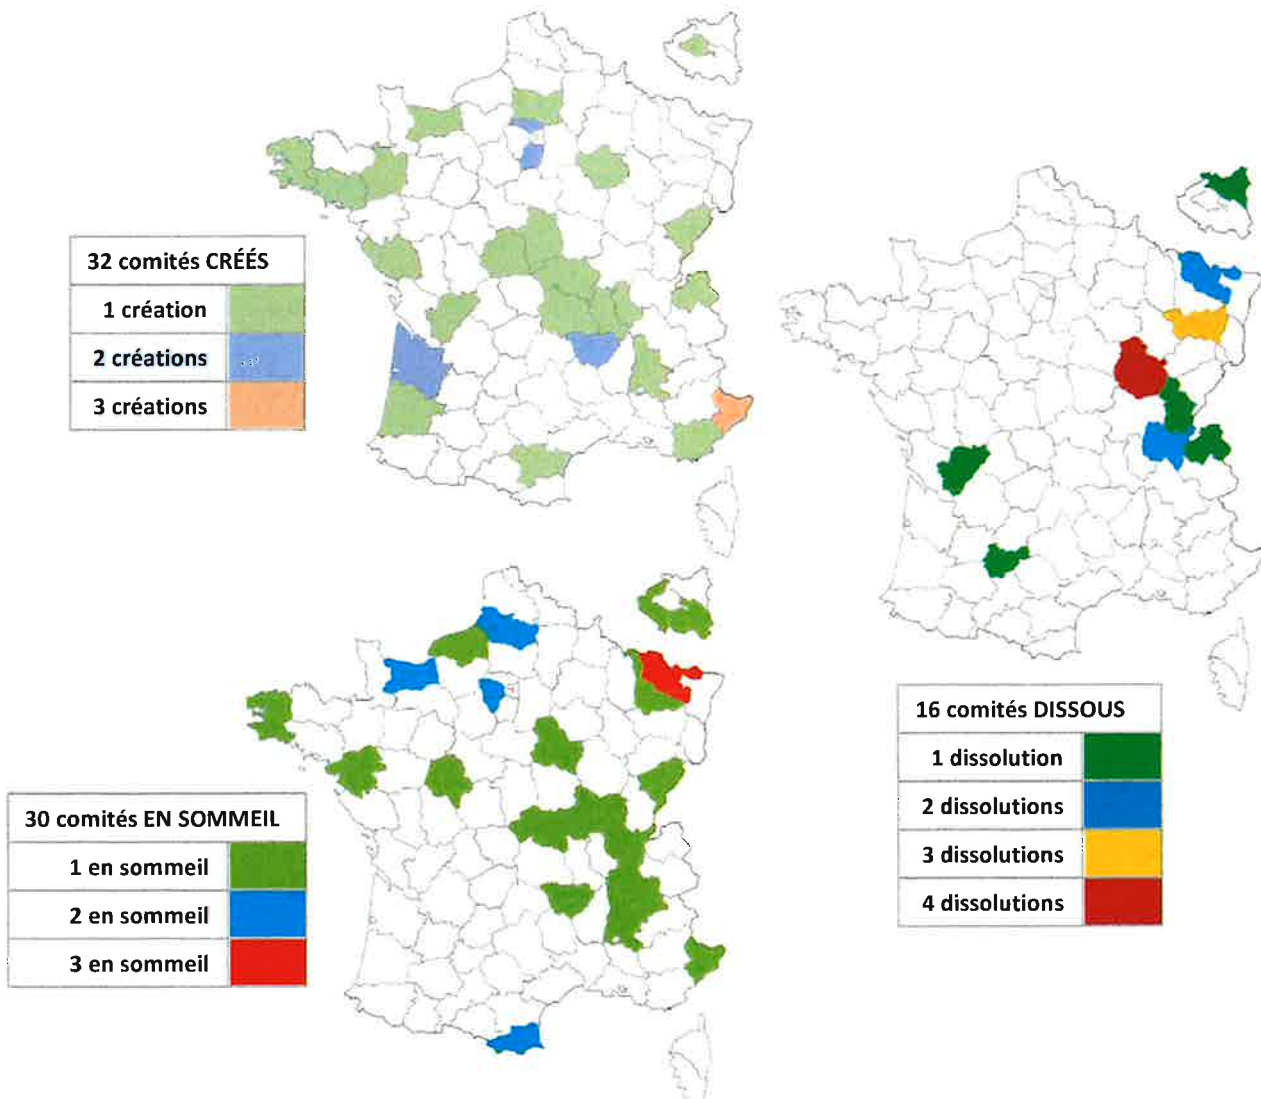 32 comités CRÉÉS
1 création
2 créations
3 créations
30 comités EN SOMMEIL
1 en sommeil
2 en sommeil
3 en sommeil
16 comités DISSOUS
1 dissolution
2 dissolutions
3 dissolutions
4 dissolutions